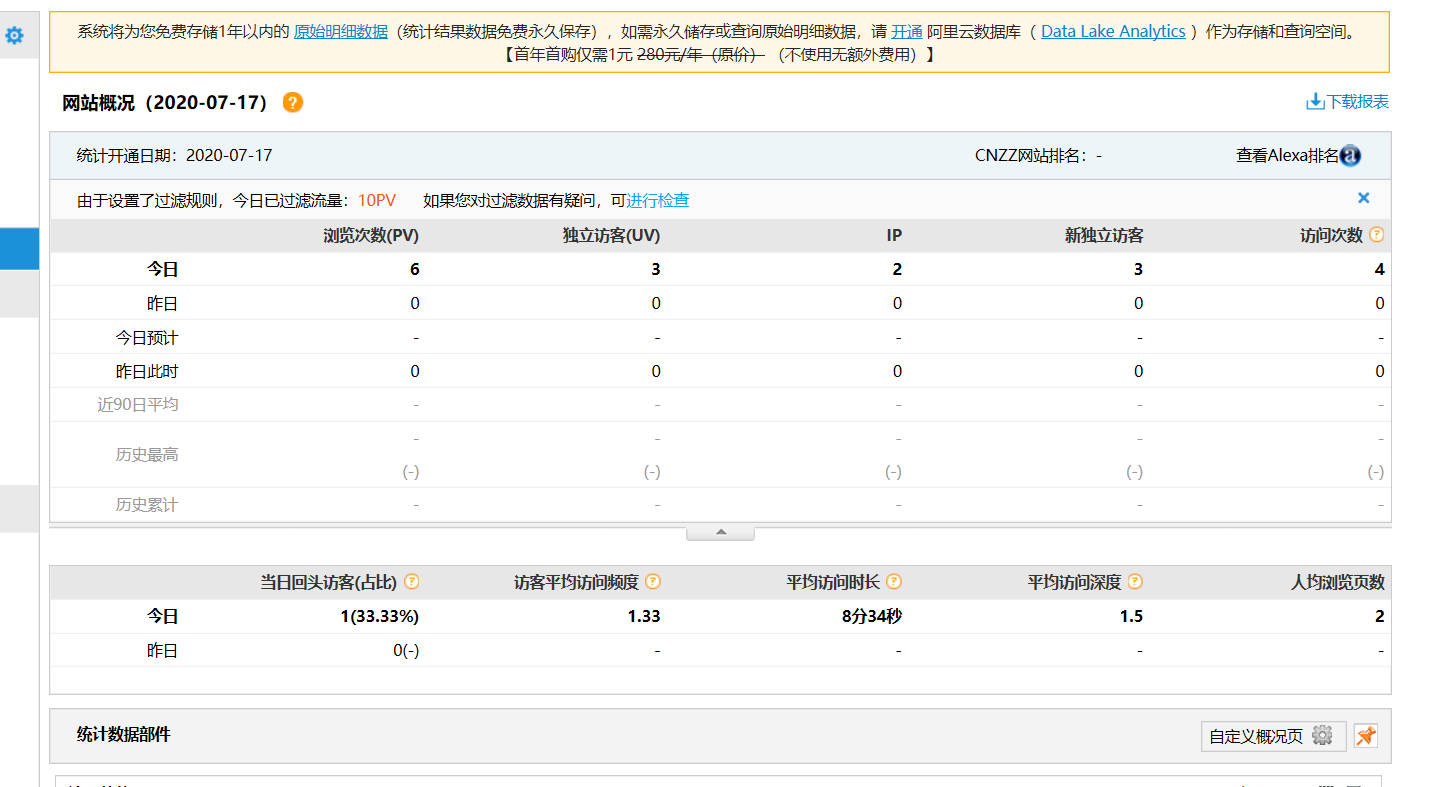 系统将为您免费存储1年以内的 原始明细数据（统计结果数据免费永久保存），如需永久储存或查询原始明细数据，请 开通 阿里云数据库（ Data Lake Analytics ）作为存储和查询空间。
【首年首购仅需1元 280元/年（原价） （不使用无额外费用）】
网站概况（2020-07-17） ?
下载报表
统计开通日期：2020-07-17 CNZZ网站排名：- 查看Alexa排名
由于设置了过滤规则，今日已过滤流量：10PV 如果您对过滤数据有疑问，可进行检查
浏览次数(PV) 独立访客(UV) IP 新独立访客 访问次数 ?
今日 6 3 2 3 4
昨日 0 0 0 0 0
今日预计 - - - - -
昨日此时 0 0 0 0 0
近90日平均 - - - - -
历史最高 - - - - -
(-) (-) (-) (-) (-)
历史累计 - - - - -
当日回头访客(占比) ? 访客平均访问频度 ? 平均访问时长 ? 平均访问深度 ? 人均浏览页数
今日 1(33.33%) 1.33 8分34秒 1.5 2
昨日 0(-) - - - -
统计数据部件 自定义概况页